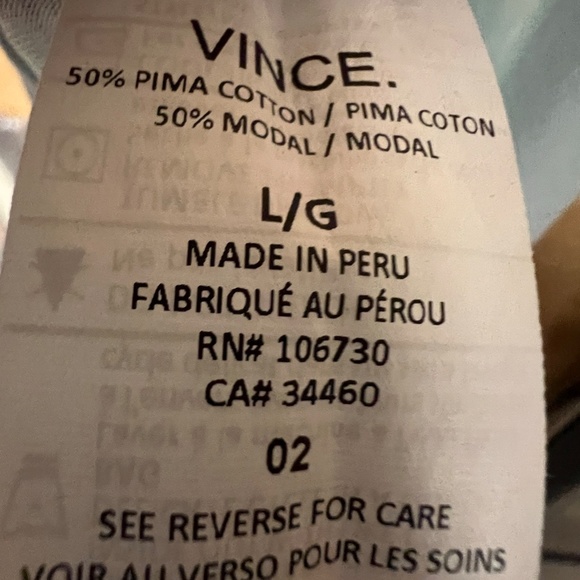 VINCE.
50% PIMA COTTON / PIMA COTON
50% MODAL / MODAL
L/G
MADE IN PERU
FABRIQUÉ AU PÉROU
RN# 106730
CA# 34460
02
SEE REVERSE FOR CARE
VOIR AU VERSO POUR LES SOINS